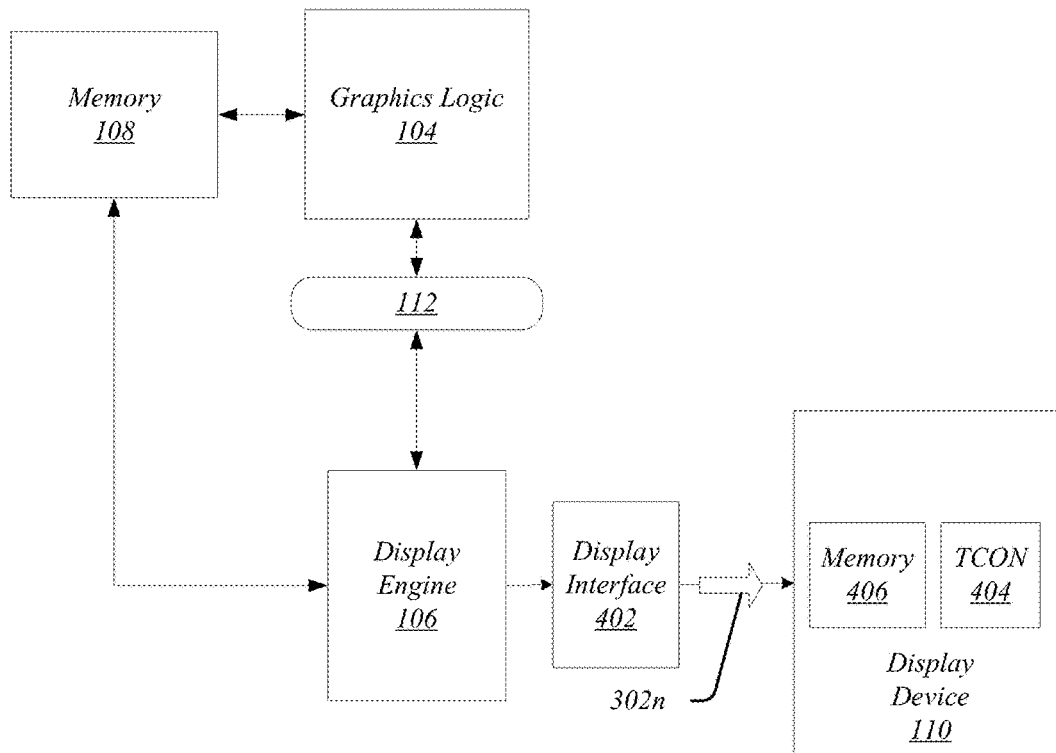 Memory
108
Graphics Logic
104
112
Display
Engine
106
Display
Interface
402
302n
Memory
406
TCON
404
Display
Device
110